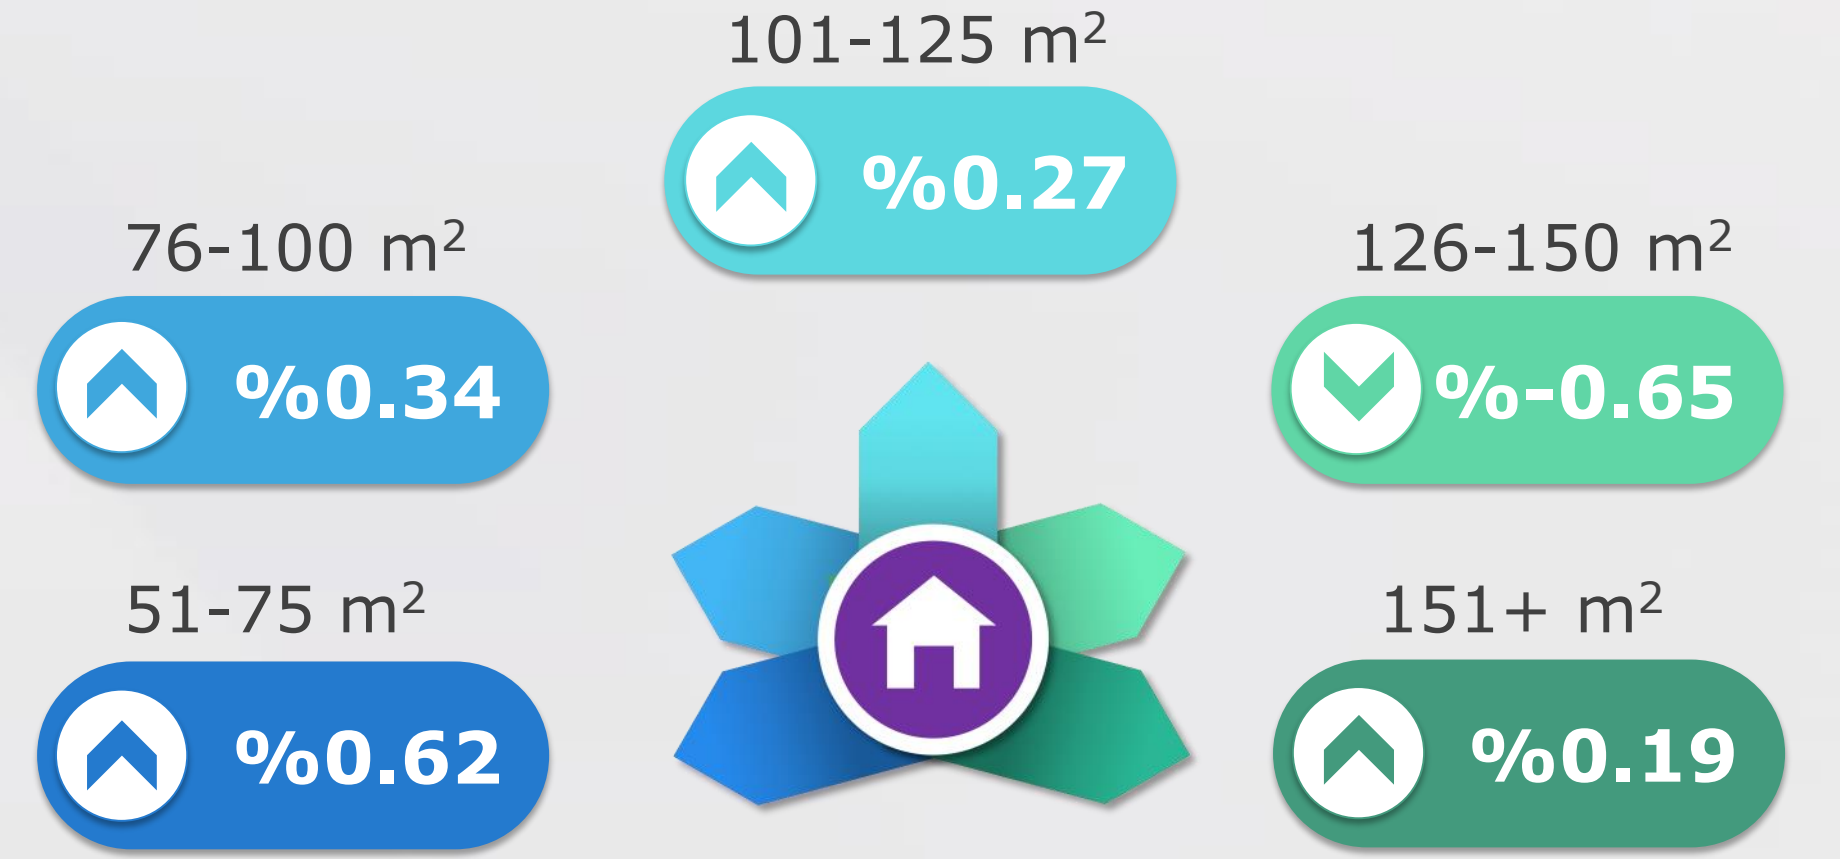 101-125 m²
%0.27
76-100 m²
%0.34
126-150 m²
%-0.65
51-75 m²
%0.62
151+ m²
%0.19